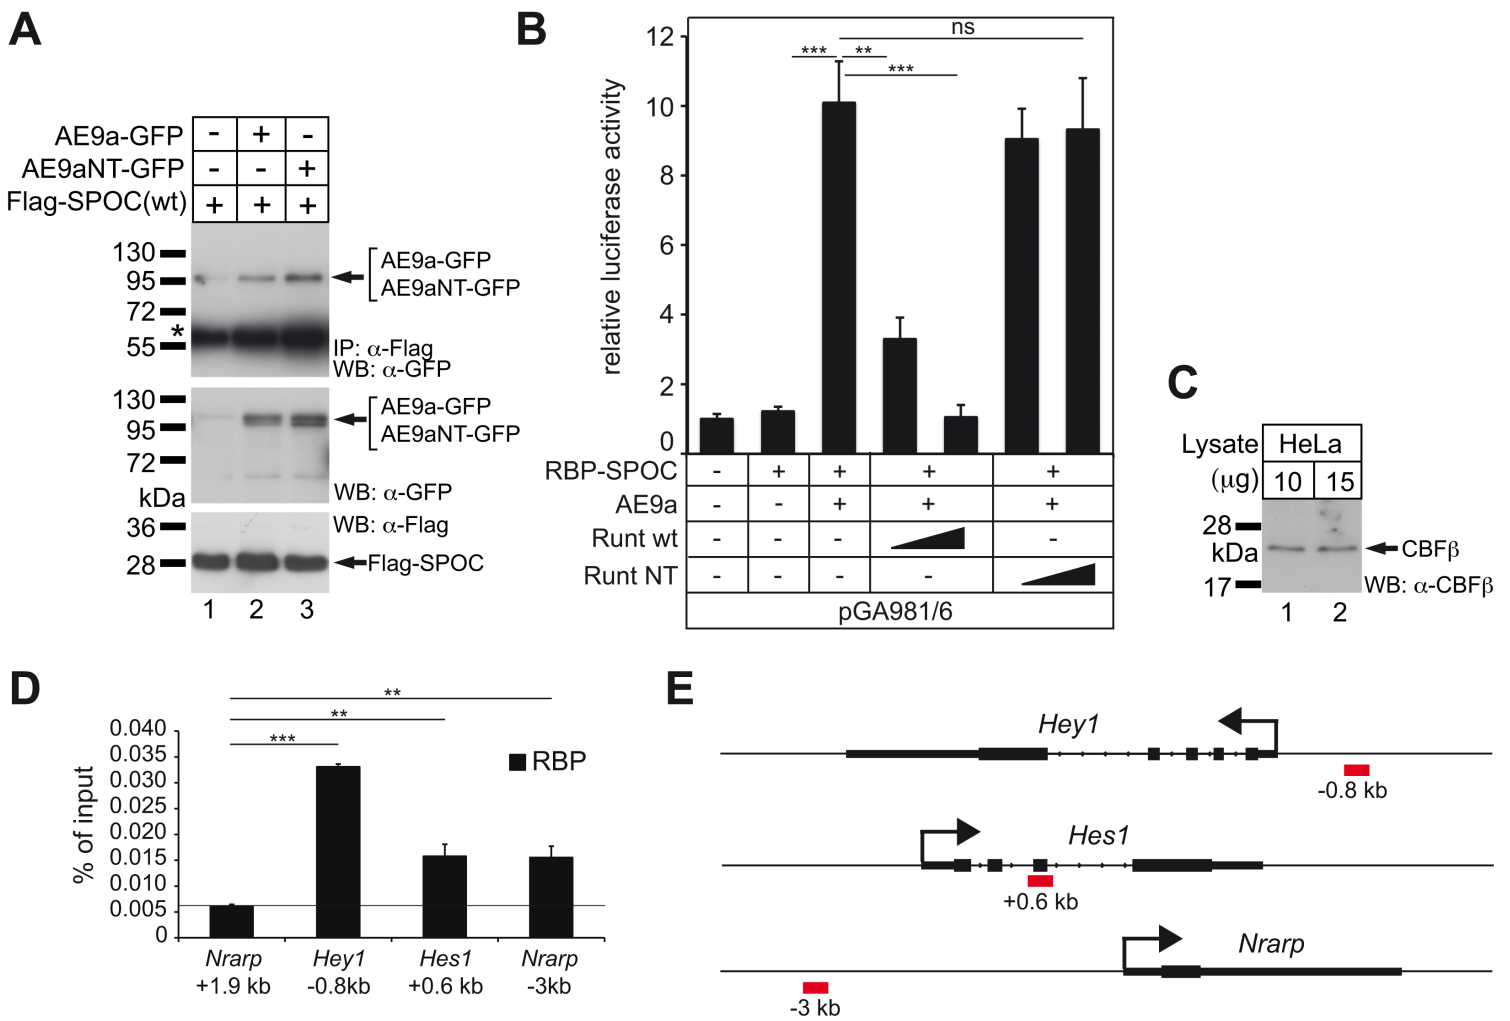 A
AE9a-GFP - + -
AE9aNT-GFP - - +
Flag-SPOC(wt) + + +
130
95
72
*
55
AE9a-GFP
AE9aNT-GFP
IP: α-Flag
WB: α-GFP
130
95
72
kDa
AE9a-GFP
AE9aNT-GFP
WB: α-GFP
36
28
WB: α-Flag
Flag-SPOC
1 2 3
B
relative luciferase activity
12
10
8
6
4
2
0
ns
*** **
***
RBP-SPOC - + + + +
AE9a - - + + +
Runt wt - - - -
Runt NT - - - -
pGA981/6
C
Lysate HeLa
(μg) 10 15
28
kDa
17
CBFβ
WB: α-CBFβ
1 2
D
% of input
0.040
0.035
0.030
0.025
0.020
0.015
0.010
0.005
0
**
**
***
RBP
Nrarp Hey1 Hes1 Nrarp
+1.9 kb -0.8kb +0.6 kb -3kb
E
Hey1
-0.8 kb
Hes1
+0.6 kb
Nrarp
-3 kb